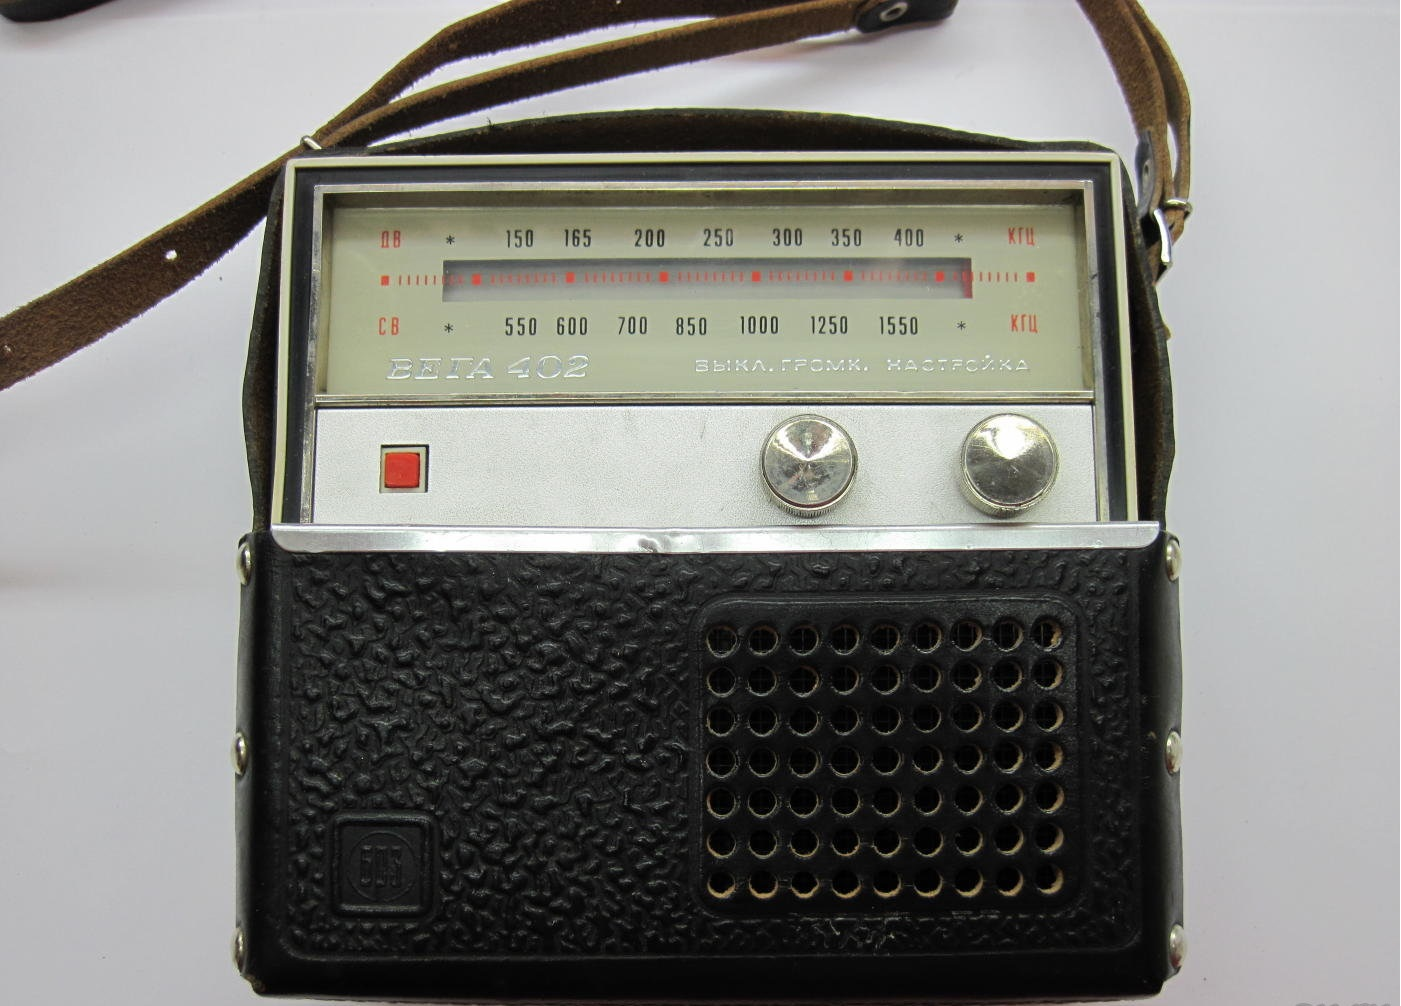 ДВ * 150 165 200 250 300 350 400 * КГЦ
СВ * 550 600 700 850 1000 1250 1550 * КГЦ
ВЕГА 402 ВЫКЛ. ГРОМК. НАСТРОЙКА